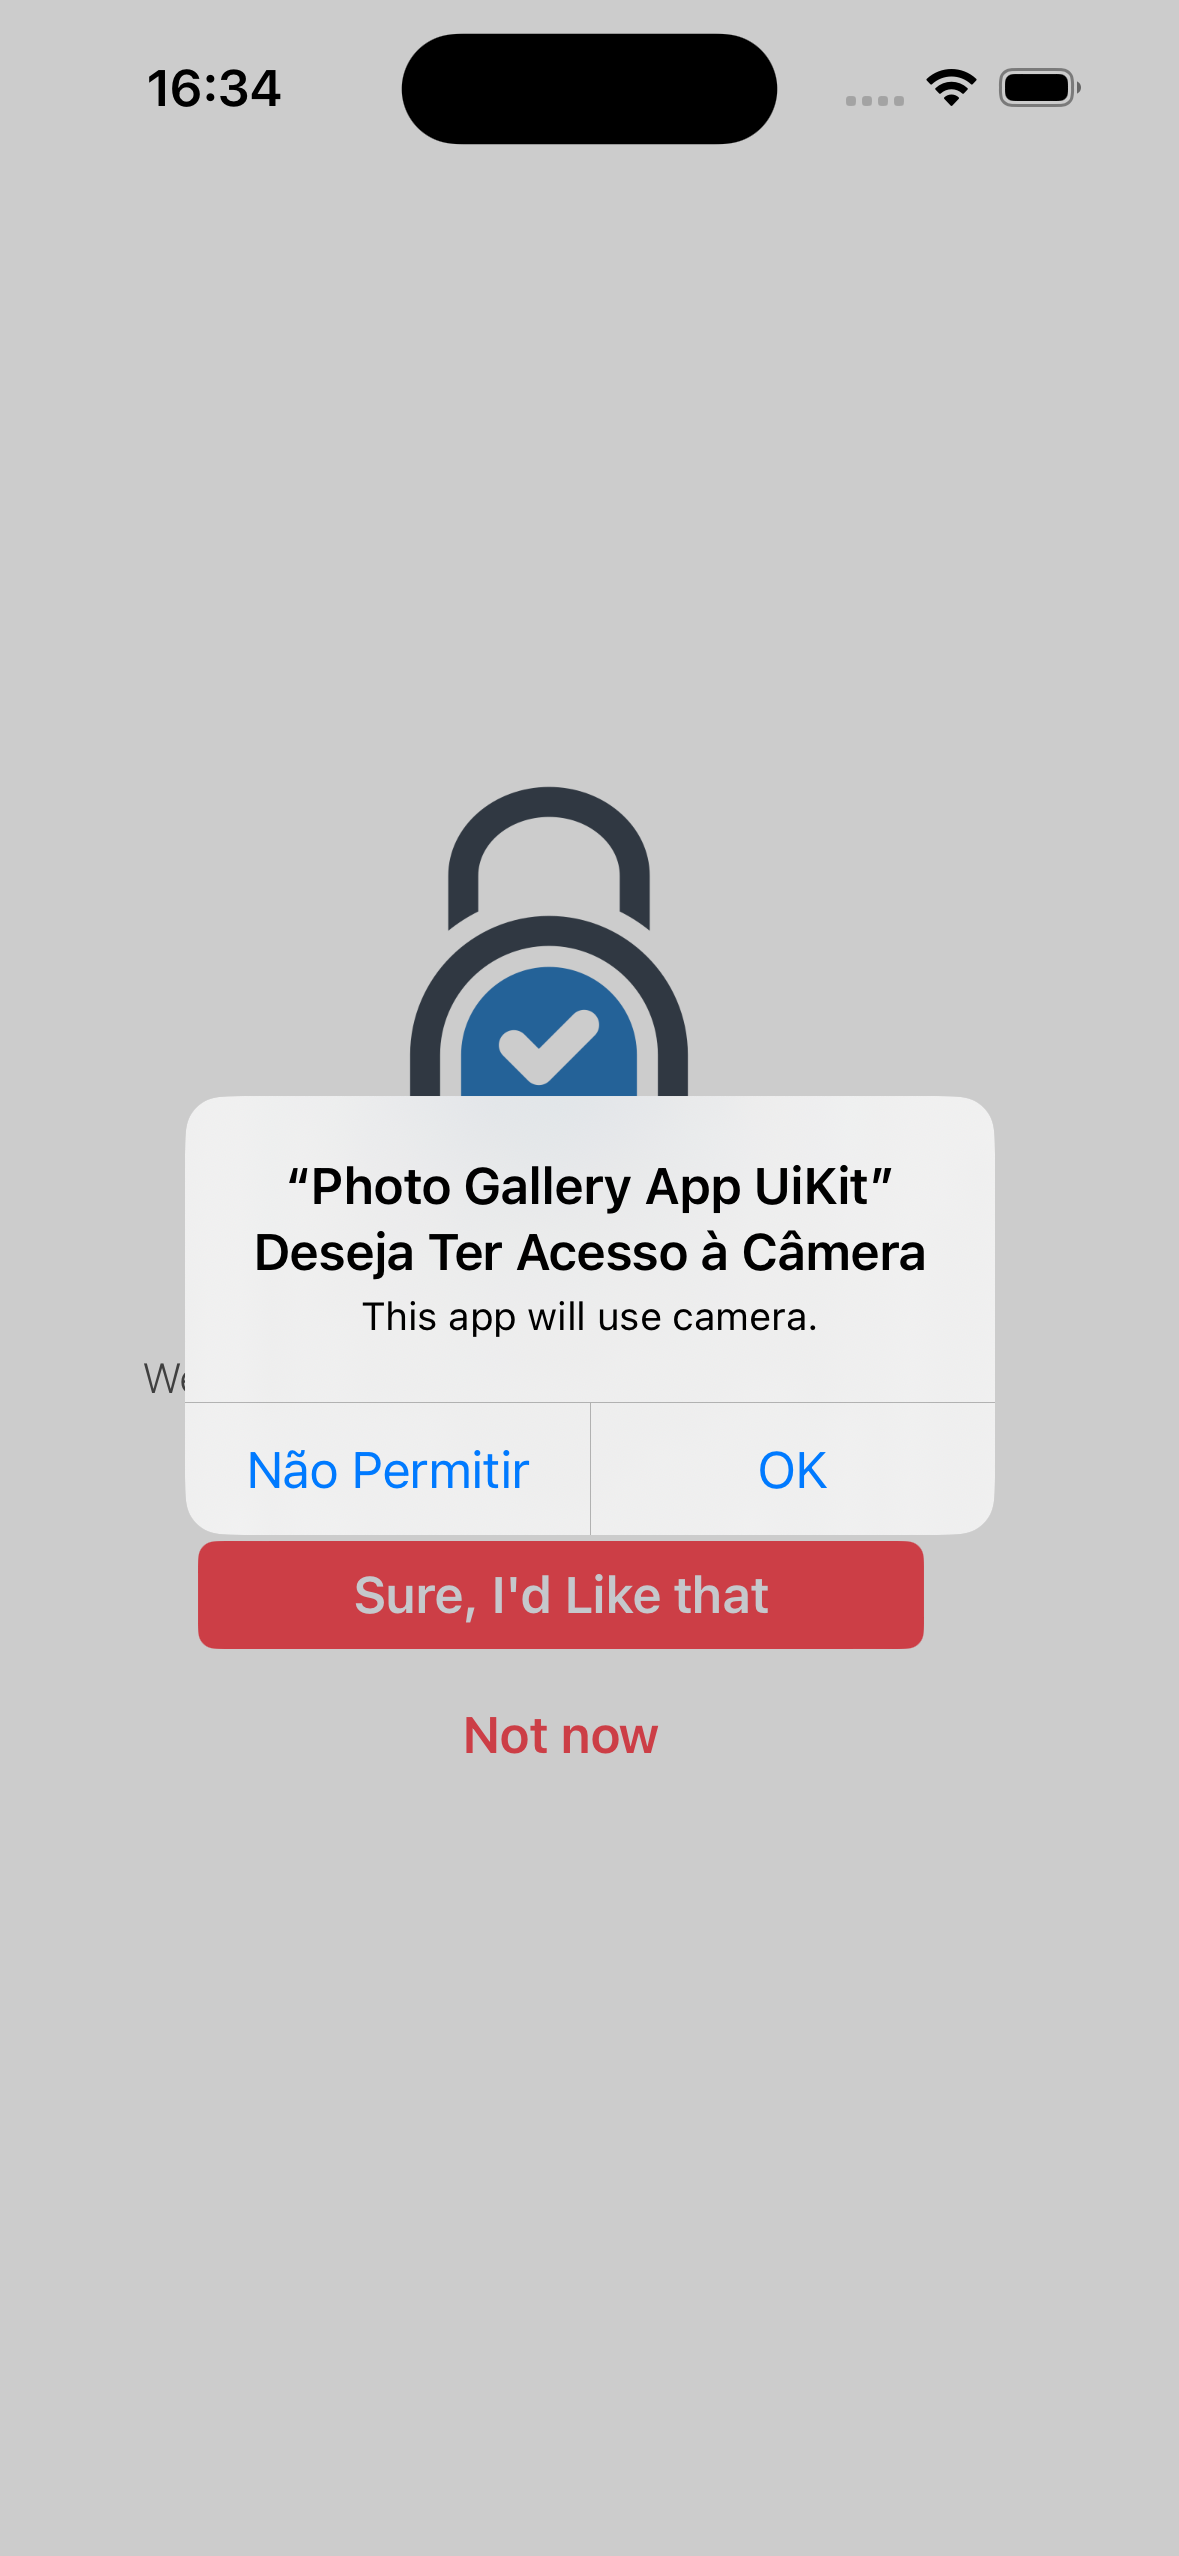 16:34
“Photo Gallery App UiKit”
Deseja Ter Acesso à Câmera
This app will use camera.
Não Permitir
OK
Sure, I'd Like that
Not now